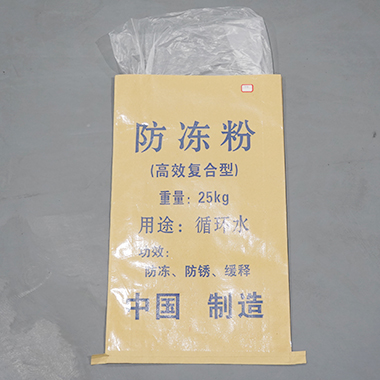 防冻粉
(高效复合型)
重量：25kg
用途：循环水
功效：
防冻、防锈、缓释
中国 制造